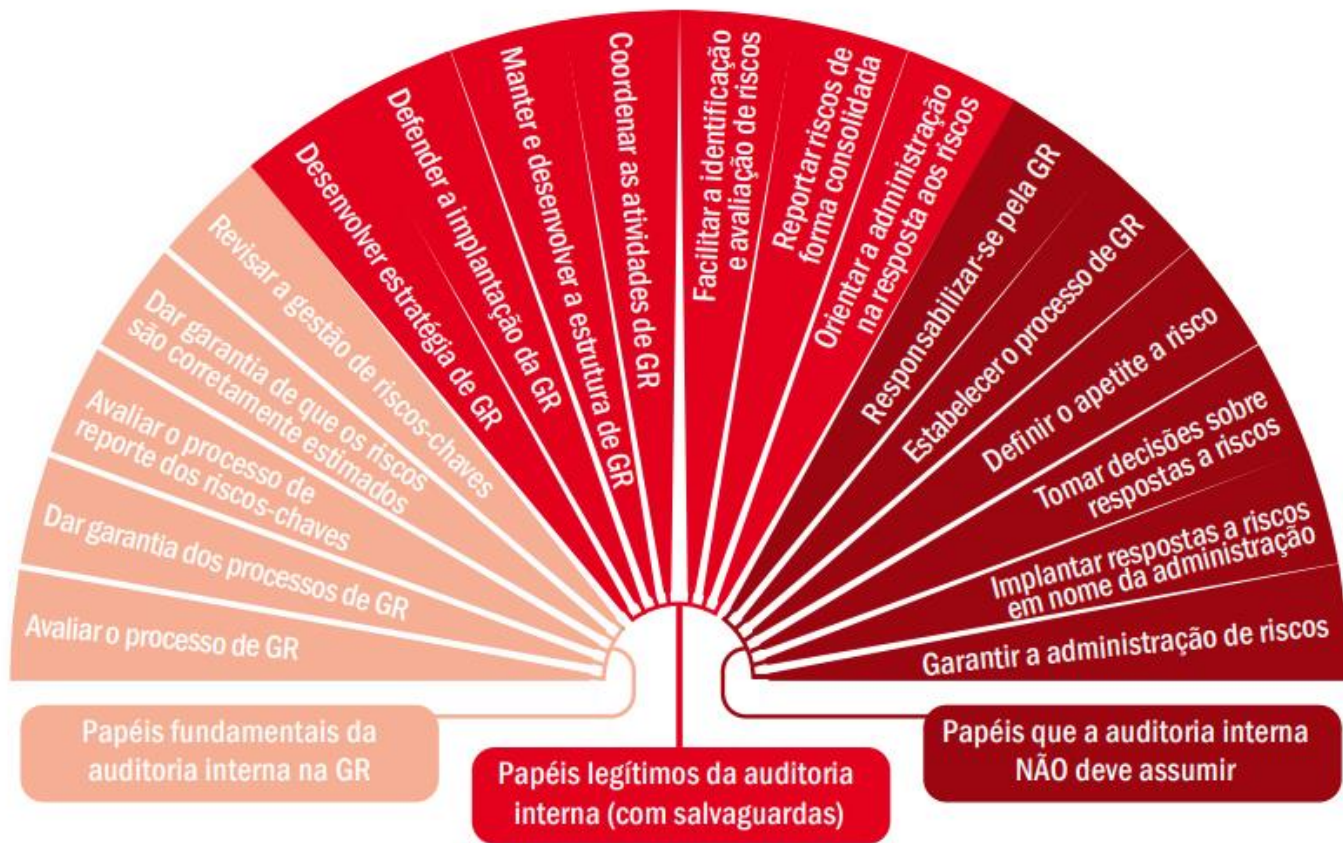 Avaliar o processo de GR
Dar garantia dos processos de GR
Avaliar o processo de
reporte dos riscos-chaves
Dar garantia de que os riscos
são corretamente estimados
Revisar a gestão de riscos-chaves
Desenvolver estratégia de GR
Defender a implantação da GR
Manter e desenvolver a estrutura de GR
Coordenar as atividades de GR
Facilitar a identificação
e avaliação de riscos
Reportar riscos de
forma consolidada
Orientar a administração
na resposta aos riscos
Responsabilizar-se pela GR
Estabelecer o processo de GR
Definir o apetite a risco
Tomar decisões sobre
respostas a riscos
Implantar respostas a riscos
em nome da administração
Garantir a administração de riscos
Papéis fundamentais da
auditoria interna na GR
Papéis legítimos da auditoria
interna (com salvaguardas)
Papéis que a auditoria interna
NÃO deve assumir